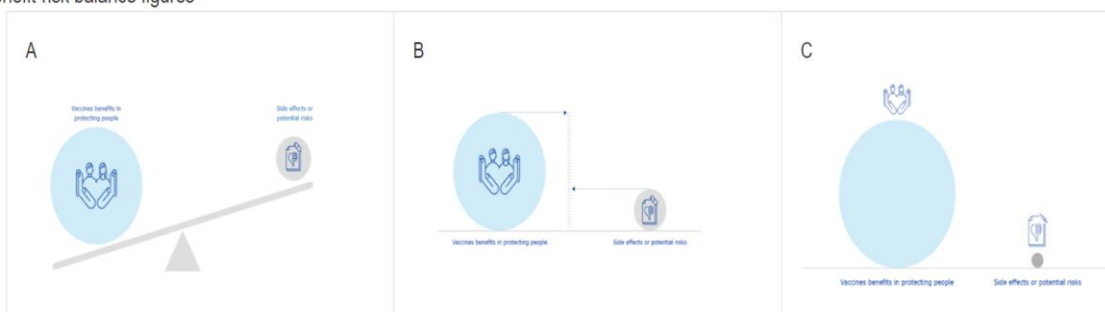 benefit-risk balance figures
A
B
C
Vaccines benefits in
protecting people
Side effects or
potential risks
Vaccines benefits in protecting people
Side effects or potential risks
Vaccines benefits in protecting people
Side effects or potential risks